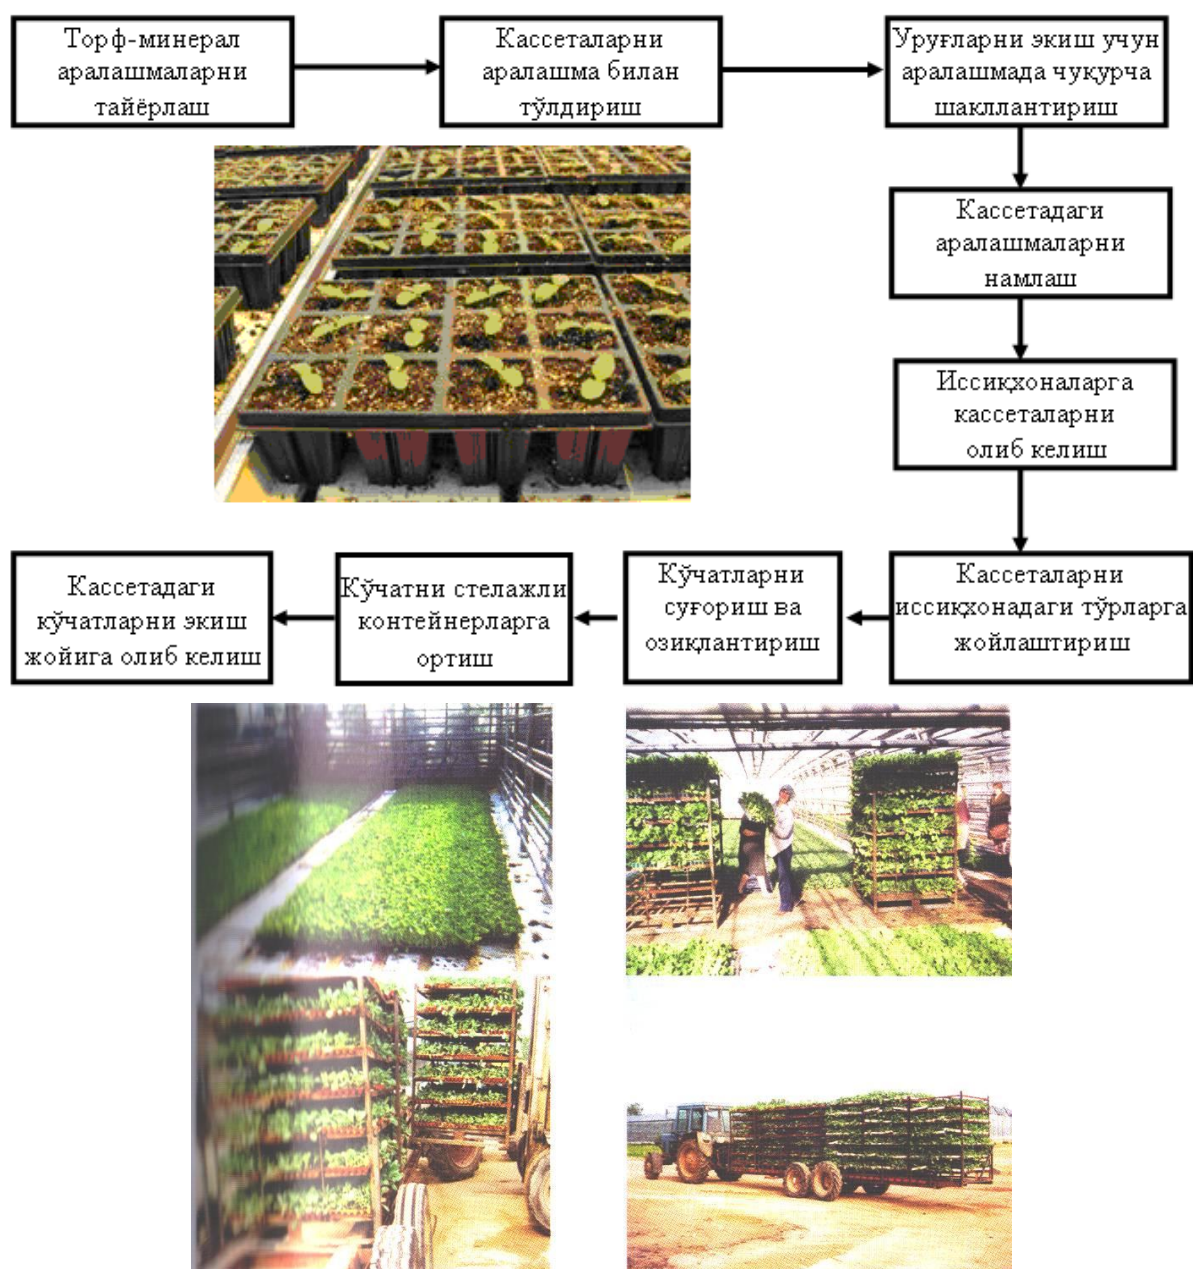 Торф-минерал
аралашмаларни
тайёрлаш
Кассеталарни
аралашма билан
тўлдириш
Уруғларни экиш учун
аралашмада чуқурча
шакллантириш
Кассетадаги
аралашмаларни
намлаш
Иссиқхоналарга
кассеталарни
олиб келиш
Кассеталарни
иссиқхонадаги тўрларга
жойлаштириш
Кўчатларни
суғориш ва
озиқлантириш
Кўчатни стелажли
контейнерларга
ортиш
Кассетадаги
кўчатларни экиш
жойига олиб келиш